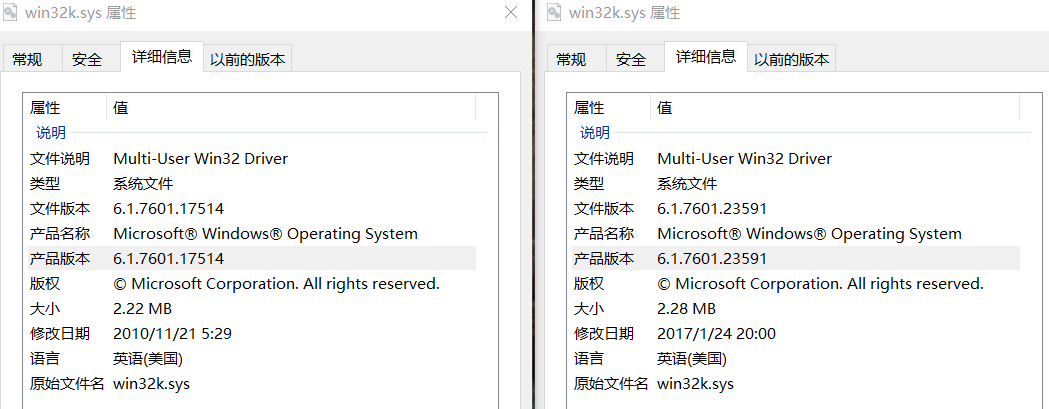 win32k.sys 属性
常规 安全 详细信息 以前的版本
属性 值
说明
文件说明 Multi-User Win32 Driver
类型 系统文件
文件版本 6.1.7601.17514
产品名称 Microsoft® Windows® Operating System
产品版本 6.1.7601.17514
版权 © Microsoft Corporation. All rights reserved.
大小 2.22 MB
修改日期 2010/11/21 5:29
语言 英语(美国)
原始文件名 win32k.sys
win32k.sys 属性
常规 安全 详细信息 以前的版本
属性 值
说明
文件说明 Multi-User Win32 Driver
类型 系统文件
文件版本 6.1.7601.23591
产品名称 Microsoft® Windows® Operating System
产品版本 6.1.7601.23591
版权 © Microsoft Corporation. All rights reserved.
大小 2.28 MB
修改日期 2017/1/24 20:00
语言 英语(美国)
原始文件名 win32k.sys